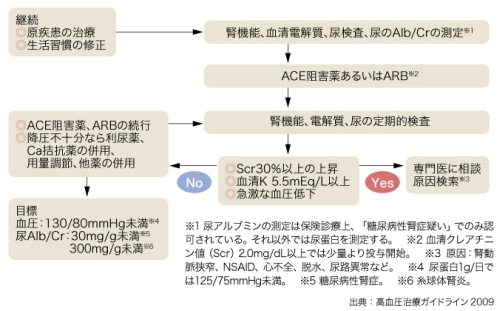 継続
◎原疾患の治療
◎生活習慣の修正
腎機能、血清電解質、尿検査、尿のAlb/Crの測定※1
ACE阻害薬あるいはARB※2
◎ACE阻害薬、ARBの続行
◎降圧不十分なら利尿薬、
Ca拮抗薬の併用、
用量調節、他薬の併用
腎機能、電解質、尿の定期的検査
No
◎Scr30%以上の上昇
◎血清K 5.5mEq/L以上
◎急激な血圧低下
Yes
専門医に相談
原因検索※3
目標
血圧：130/80mmHg未満※4
尿Alb/Cr：30mg/g未満※5
300mg/g未満※6
※1 尿アルブミンの測定は保険診療上、「糖尿病性腎症疑い」でのみ認
可されている。それ以外では尿蛋白を測定する。 ※2 血清クレアチニ
ン値（Scr）2.0mg/dL以上では少量より投与開始。 ※3 原因：腎動
脈狭窄、NSAID、心不全、脱水、尿路異常など。 ※4 尿蛋白1g/日で
は125/75mmHg未満。 ※5 糖尿病性腎症。 ※6 糸球体腎炎。
出典：高血圧治療ガイドライン 2009